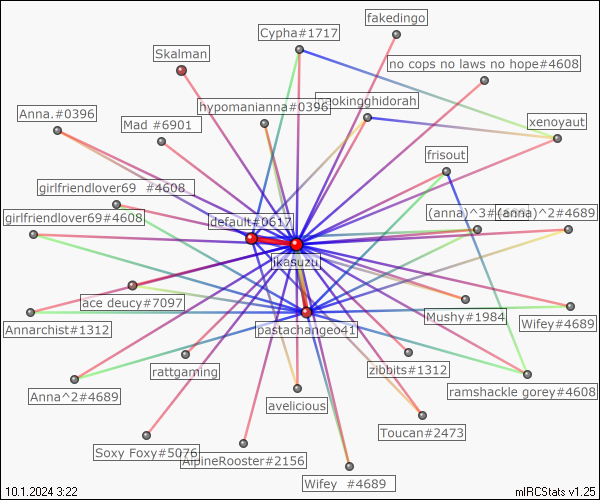 fakedingo
Cypha#1717
Skalman
no cops no laws no hope#4608
hypomanianna#0396
ookingghidorah
Anna.#0396
Mad #6901
xenoyaut
frisout
girlfriendlover69 #4608
girlfriendlover69#4608
default#0617
(anna)^3#
(anna)^2#4689
ikasuzu
ace deucy#7097
Mushy#1984
Wifey#4689
Annarchist#1312
pastachangeo41
rattgaming
zibbits#1312
ramshackle gorey#4608
Anna^2#4689
avelicious
Toucan#2473
Soxy Foxy#5076
AlpineRooster#2156
Wifey #4689
10.1.2024 3:22
mIRCStats v1.25